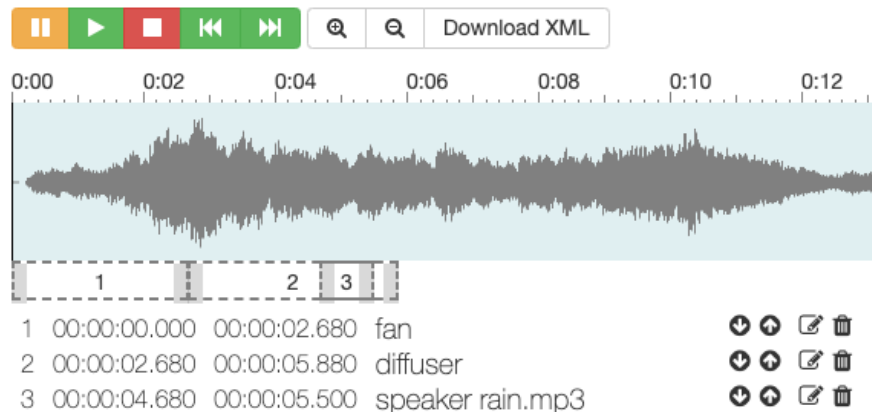 Download XML
0:00 0:02 0:04 0:06 0:08 0:10 0:12
1 2 3
1 00:00:00.000 00:00:02.680 fan
2 00:00:02.680 00:00:05.880 diffuser
3 00:00:04.680 00:00:05.500 speaker rain.mp3